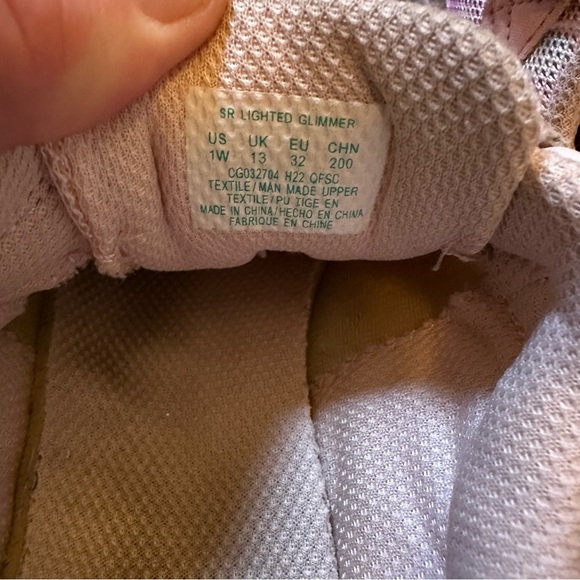 SR LIGHTED GLIMMER
US UK EU CHN
1W 13 32 200
CG032704 H22 QFSC
TEXTILE/MAN MADE UPPER
TEXTILE/PU TIGE EN
MADE IN CHINA/HECHO EN CHINA
FABRIQUE EN CHINE